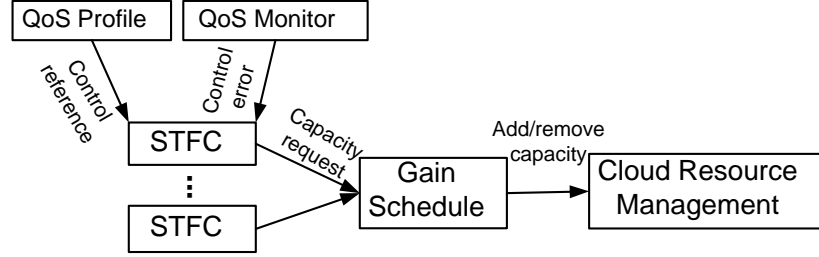 QoS Profile
QoS Monitor
Control
reference
Control
error
STFC
Capacity
request
Add/remove
capacity
Gain
Schedule
Cloud Resource
Management
STFC